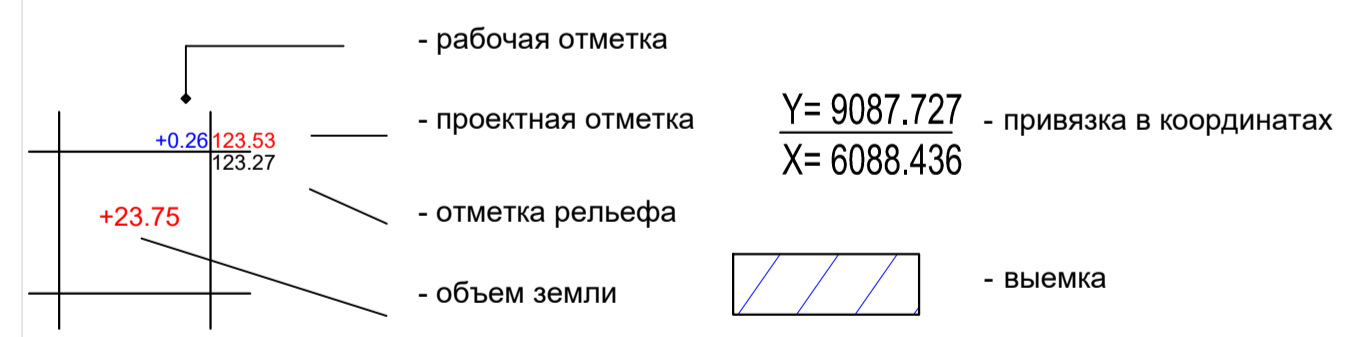 - рабочая отметка
+0.26 123.53
123.27
- проектная отметка
+23.75
- отметка рельефа
- объем земли
Y= 9087.727
X= 6088.436
- привязка в координатах
- выемка